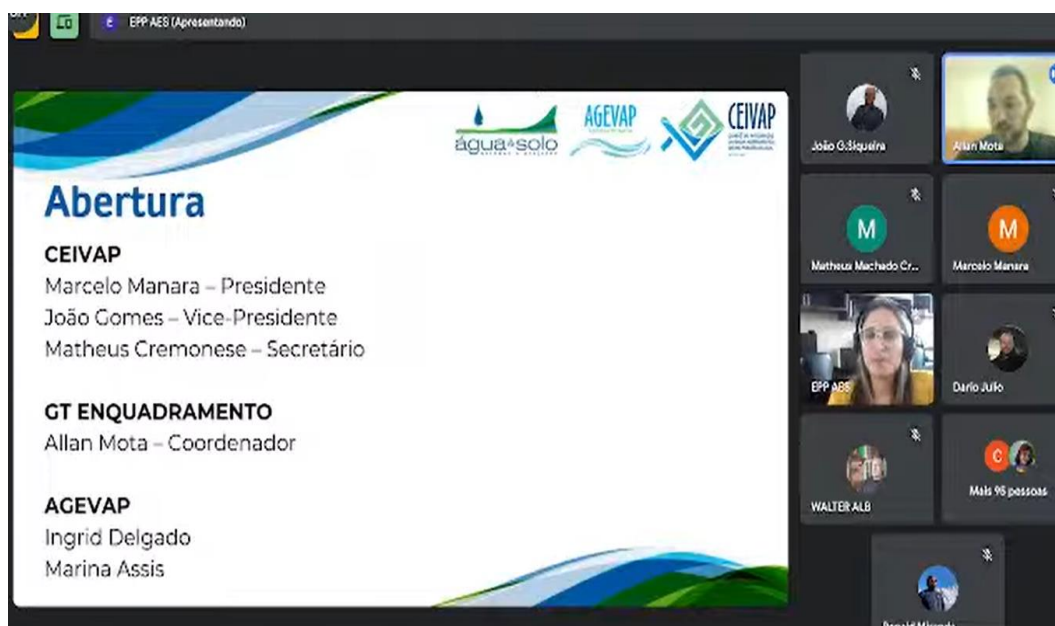 EPP AES (Apresentando)
água e solo
AGEVAP
CEIVAP
Abertura
CEIVAP
Marcelo Manara – Presidente
João Gomes – Vice-Presidente
Matheus Cremonese – Secretário
GT ENQUADRAMENTO
Allan Mota – Coordenador
AGEVAP
Ingrid Delgado
Marina Assis
João G.Siqueira
Allan Mota
M
Matheus Machado Cr...
M
Marcelo Manara
EPP AES
Dario Julio
WALTER ALB
C
Mais 95 pessoas